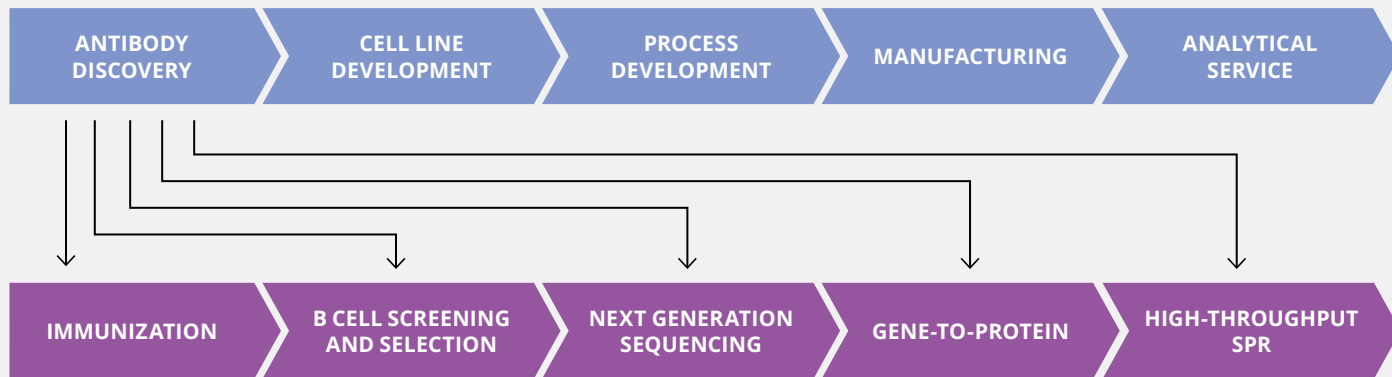 ANTIBODY
DISCOVERY
CELL LINE
DEVELOPMENT
PROCESS
DEVELOPMENT
MANUFACTURING
ANALYTICAL
SERVICE
IMMUNIZATION
B CELL SCREENING
AND SELECTION
NEXT GENERATION
SEQUENCING
GENE-TO-PROTEIN
HIGH-THROUGHPUT
SPR